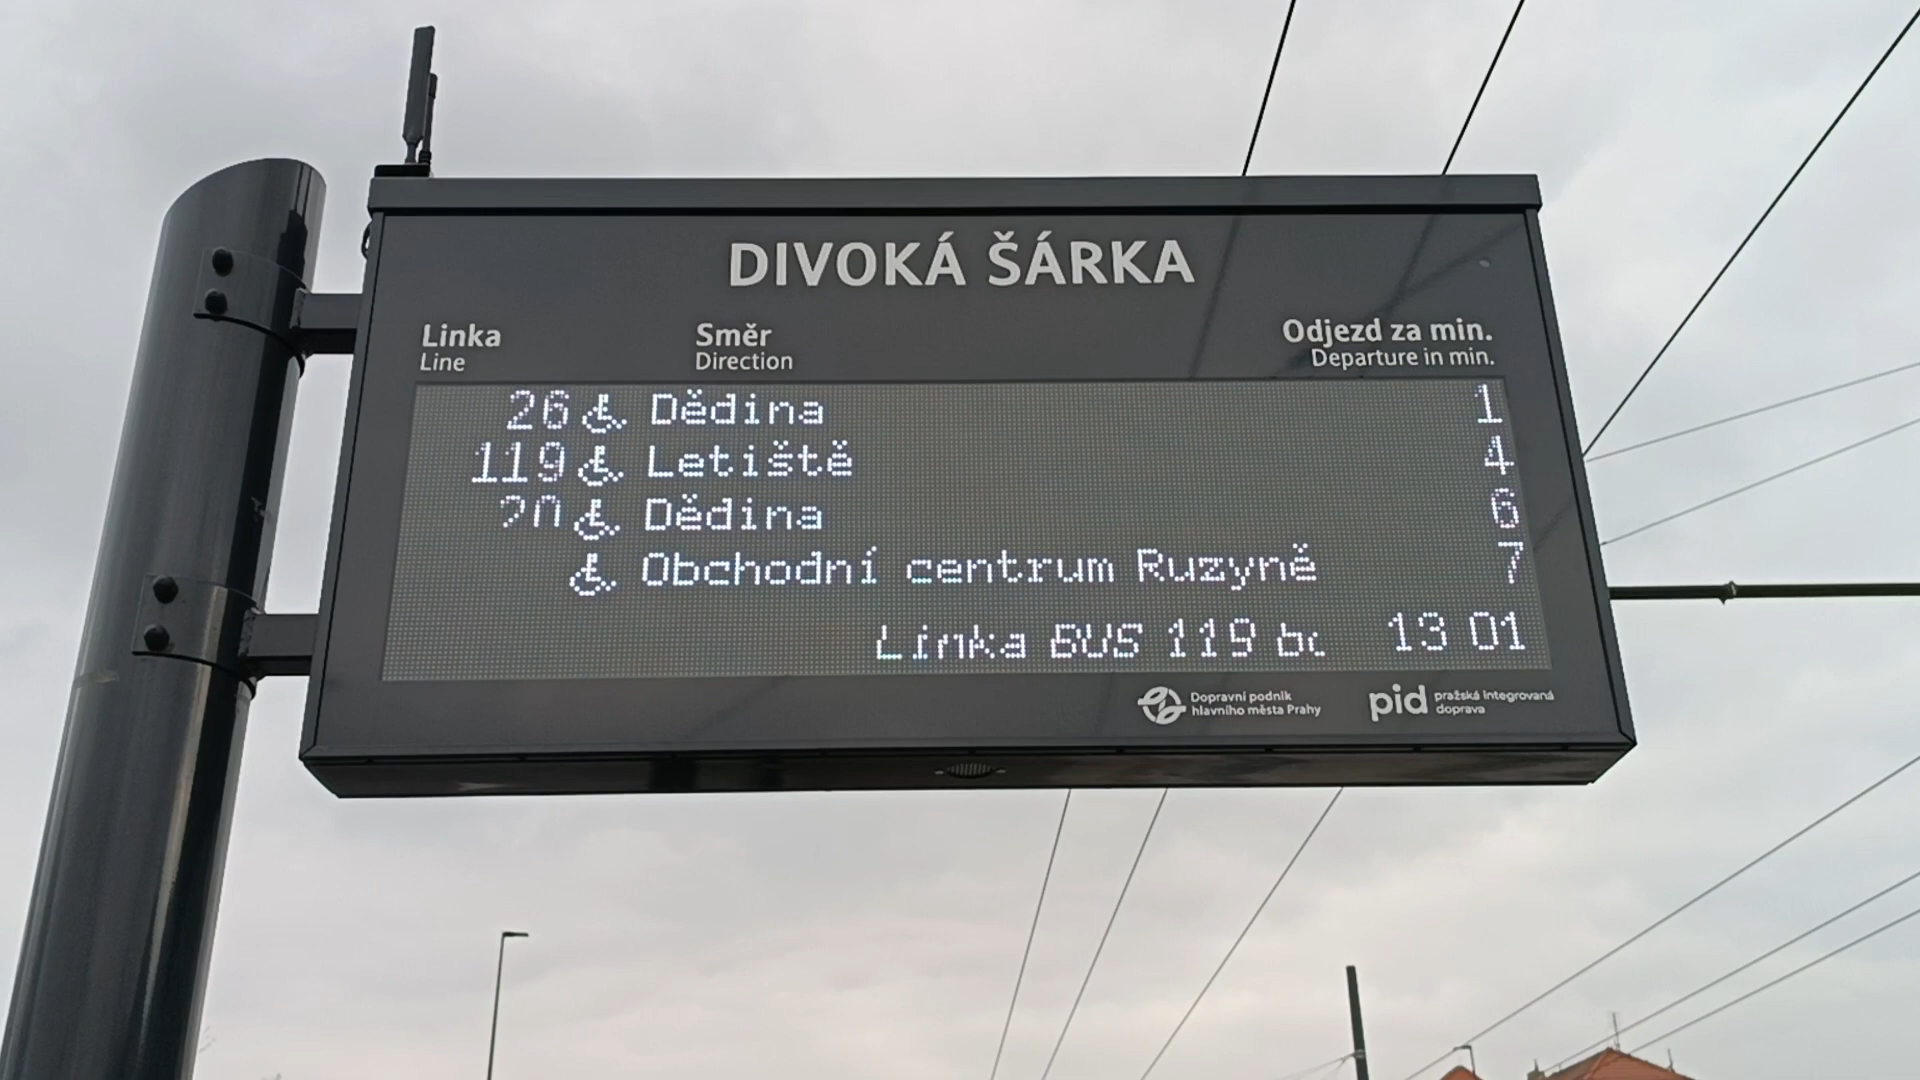 DIVOKÁ ŠÁRKA
Linka Směr Odjezd za min.
Line Direction Departure in min.
26 Dědina 1
119 Letiště 4
20 Dědina 6
Obchodní centrum Ruzyně 7
Linka BUS 119 13 01
Dopravní podnik
hlavního města Prahy
pid pražská integrovaná
doprava